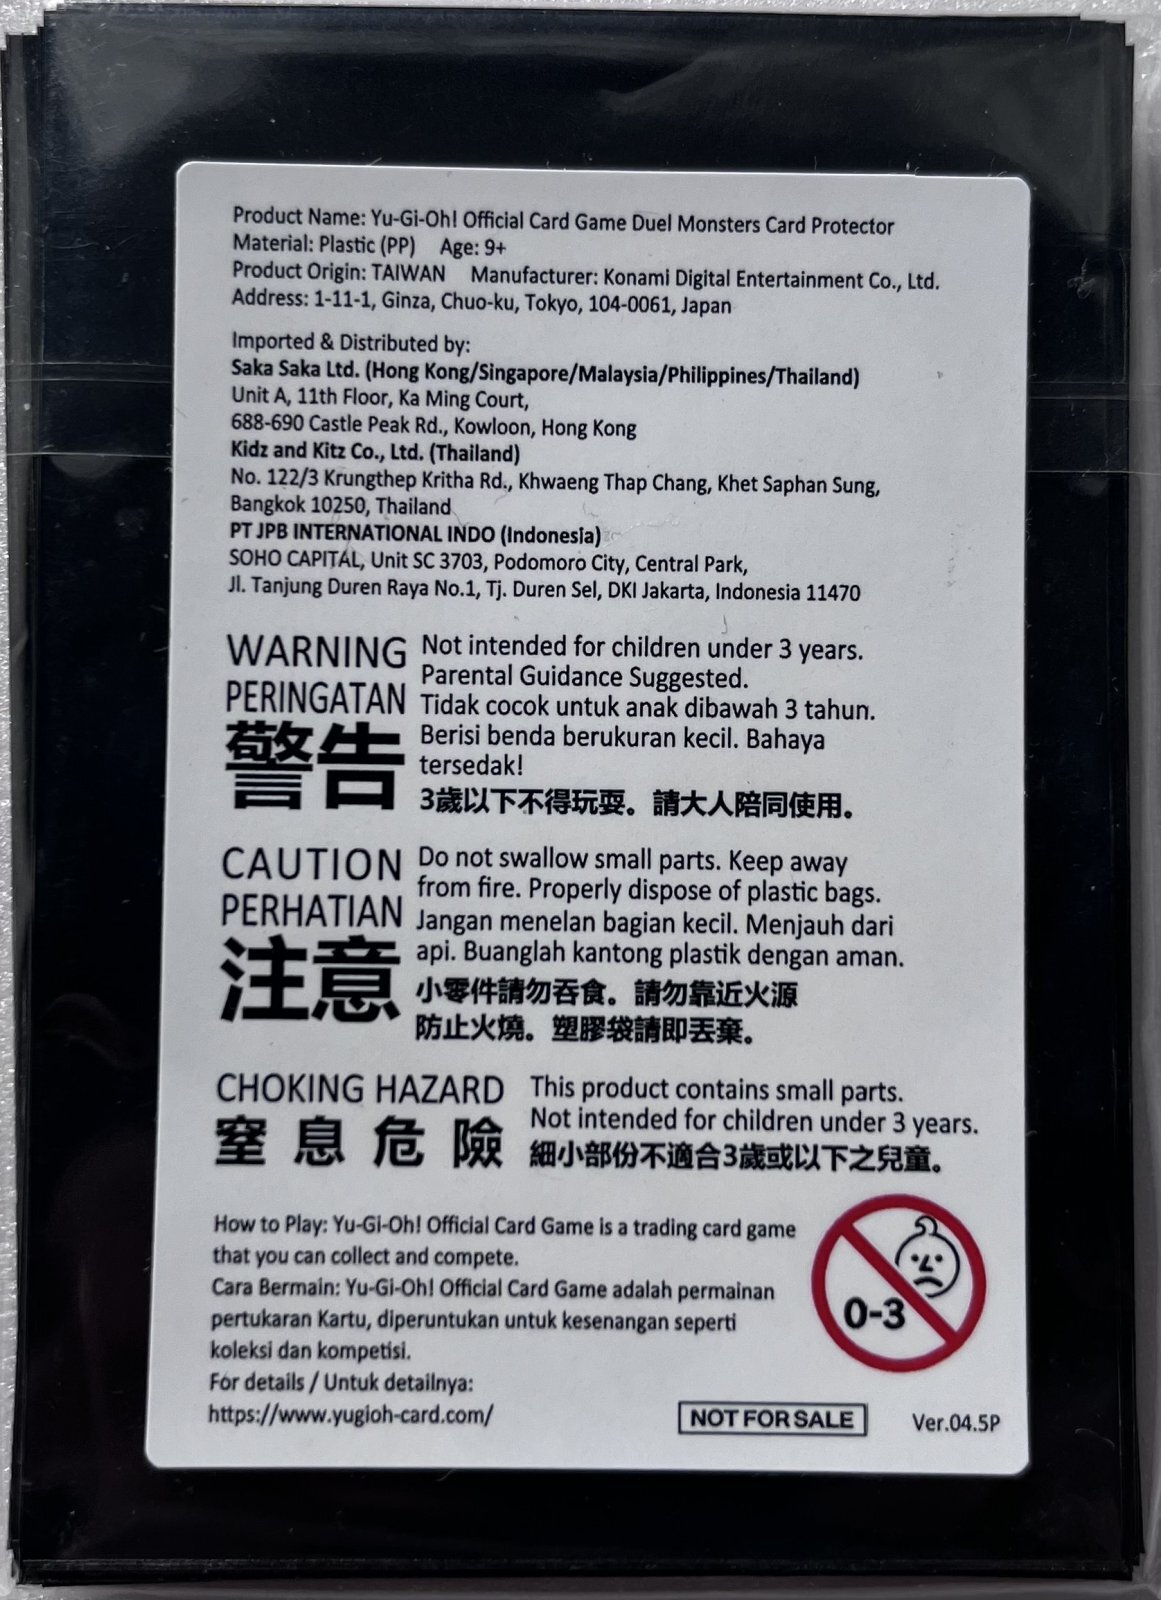 Product Name: Yu-Gi-Oh! Official Card Game Duel Monsters Card Protector
Material: Plastic (PP) Age: 9+
Product Origin: TAIWAN Manufacturer: Konami Digital Entertainment Co., Ltd.
Address: 1-11-1, Ginza, Chuo-ku, Tokyo, 104-0061, Japan
Imported & Distributed by:
Saka Saka Ltd. (Hong Kong/Singapore/Malaysia/Philippines/Thailand)
Unit A, 11th Floor, Ka Ming Court,
688-690 Castle Peak Rd., Kowloon, Hong Kong
Kidz and Kitz Co., Ltd. (Thailand)
No. 122/3 Krungthep Kritha Rd., Khwaeng Thap Chang, Khet Saphan Sung,
Bangkok 10250, Thailand
PT JPB INTERNATIONAL INDO (Indonesia)
SOHO CAPITAL, Unit SC 3703, Podomoro City, Central Park,
Jl. Tanjung Duren Raya No.1, Tj. Duren Sel, DKI Jakarta, Indonesia 11470
WARNING
PERINGATAN
警告
Not intended for children under 3 years.
Parental Guidance Suggested.
Tidak cocok untuk anak dibawah 3 tahun.
Berisi benda berukuran kecil. Bahaya
tersedak!
3歲以下不得玩耍。請大人陪同使用。
CAUTION
PERHATIAN
注意
Do not swallow small parts. Keep away
from fire. Properly dispose of plastic bags.
Jangan menelan bagian kecil. Menjauh dari
api. Buanglah kantong plastik dengan aman.
小零件請勿吞食。請勿靠近火源
防止火燒。塑膠袋請即丟棄。
CHOKING HAZARD
窒息危險
This product contains small parts.
Not intended for children under 3 years.
細小部份不適合3歲或以下之兒童。
How to Play: Yu-Gi-Oh! Official Card Game is a trading card game
that you can collect and compete.
Cara Bermain: Yu-Gi-Oh! Official Card Game adalah permainan
pertukaran Kartu, diperuntukan untuk kesenangan seperti
koleksi dan kompetisi.
For details / Untuk detailnya:
https://www.yugioh-card.com/
0-3
NOT FOR SALE
Ver.04.5P